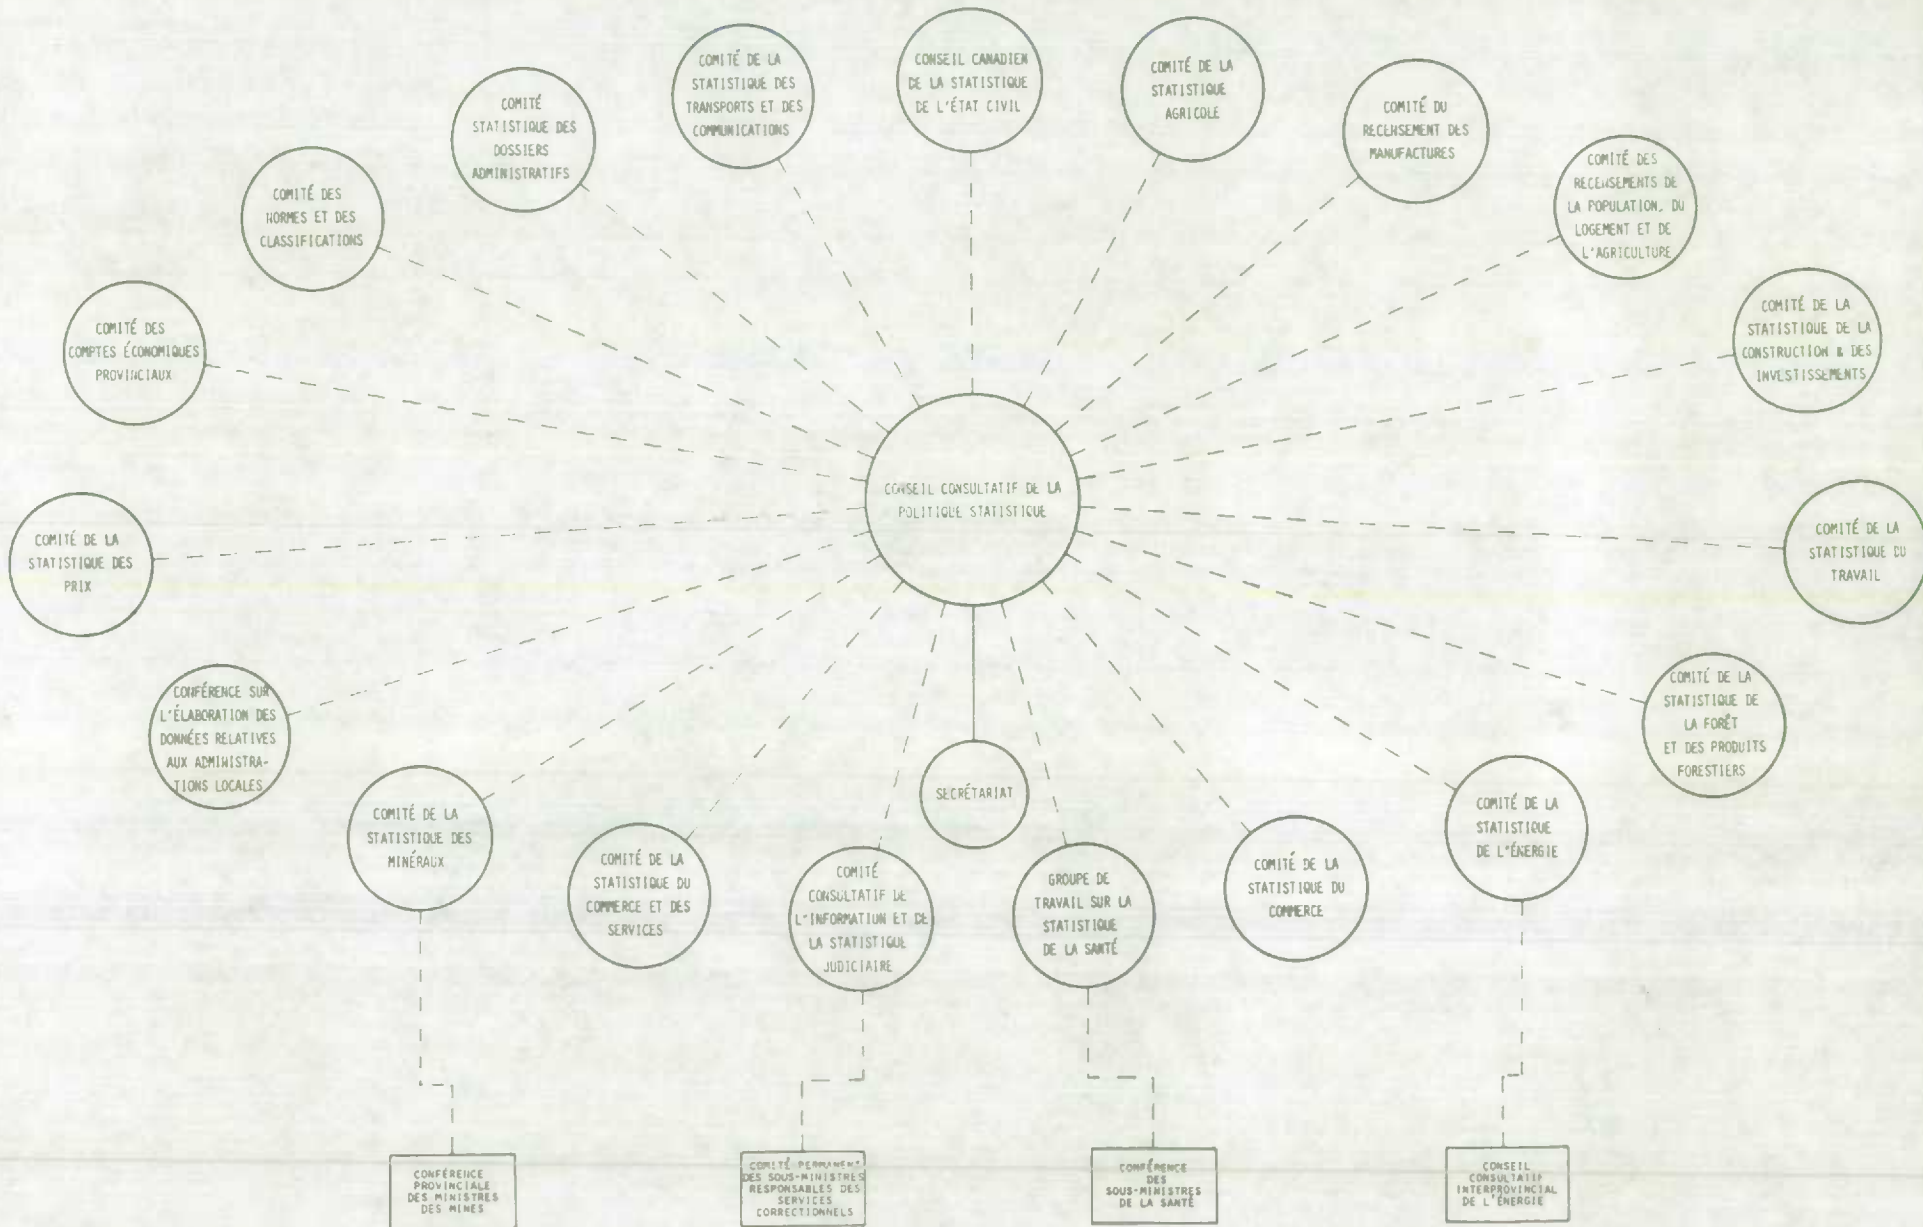 COMITÉ DE LA
STATISTIQUE DES
TRANSPORTS ET DES
COMMUNICATIONS
CONSEIL CANADIEN
DE LA STATISTIQUE
DE L'ÉTAT CIVIL
COMITÉ DE LA
STATISTIQUE
AGRICOLE
COMITÉ
STATISTIQUE DES
DOSSIERS
ADMINISTRATIFS
COMITÉ DU
RECENSEMENT DES
MANUFACTURES
COMITÉ DES
NORMES ET DES
CLASSIFICATIONS
COMITÉ DES
RECENSEMENTS DE
LA POPULATION, DU
LOGEMENT ET DE
L'AGRICULTURE
COMITÉ DES
COMPTES ÉCONOMIQUES
PROVINCIAUX
COMITÉ DE LA
STATISTIQUE DE LA
CONSTRUCTION & DES
INVESTISSEMENTS
CONSEIL CONSULTATIF DE LA
POLITIQUE STATISTIQUE
COMITÉ DE LA
STATISTIQUE DES
PRIX
COMITÉ DE LA
STATISTIQUE DU
TRAVAIL
CONFÉRENCE SUR
L'ÉLABORATION DES
DONNÉES RELATIVES
AUX ADMINISTRA-
TIONS LOCALES
COMITÉ DE LA
STATISTIQUE DE
LA FORÊT
ET DES PRODUITS
FORESTIERS
SECRÉTARIAT
COMITÉ DE LA
STATISTIQUE DES
MINÉRAUX
COMITÉ DE LA
STATISTIQUE DU
COMMERCE ET DES
SERVICES
COMITÉ
CONSULTATIF DE
L'INFORMATION ET DE
LA STATISTIQUE
JUDICIAIRE
GROUPE DE
TRAVAIL SUR LA
STATISTIQUE
DE LA SANTÉ
COMITÉ DE LA
STATISTIQUE DU
COMMERCE
COMITÉ DE LA
STATISTIQUE
DE L'ÉNERGIE
CONFÉRENCE
PROVINCIALE
DES MINISTRES
DES MINES
COMITÉ PERMANENT
DES SOUS-MINISTRES
RESPONSABLES DES
SERVICES
CORRECTIONNELS
CONFÉRENCE
DES
SOUS-MINISTRES
DE LA SANTÉ
CONSEIL
CONSULTATIF
INTERPROVINCIAL
DE L'ÉNERGIE